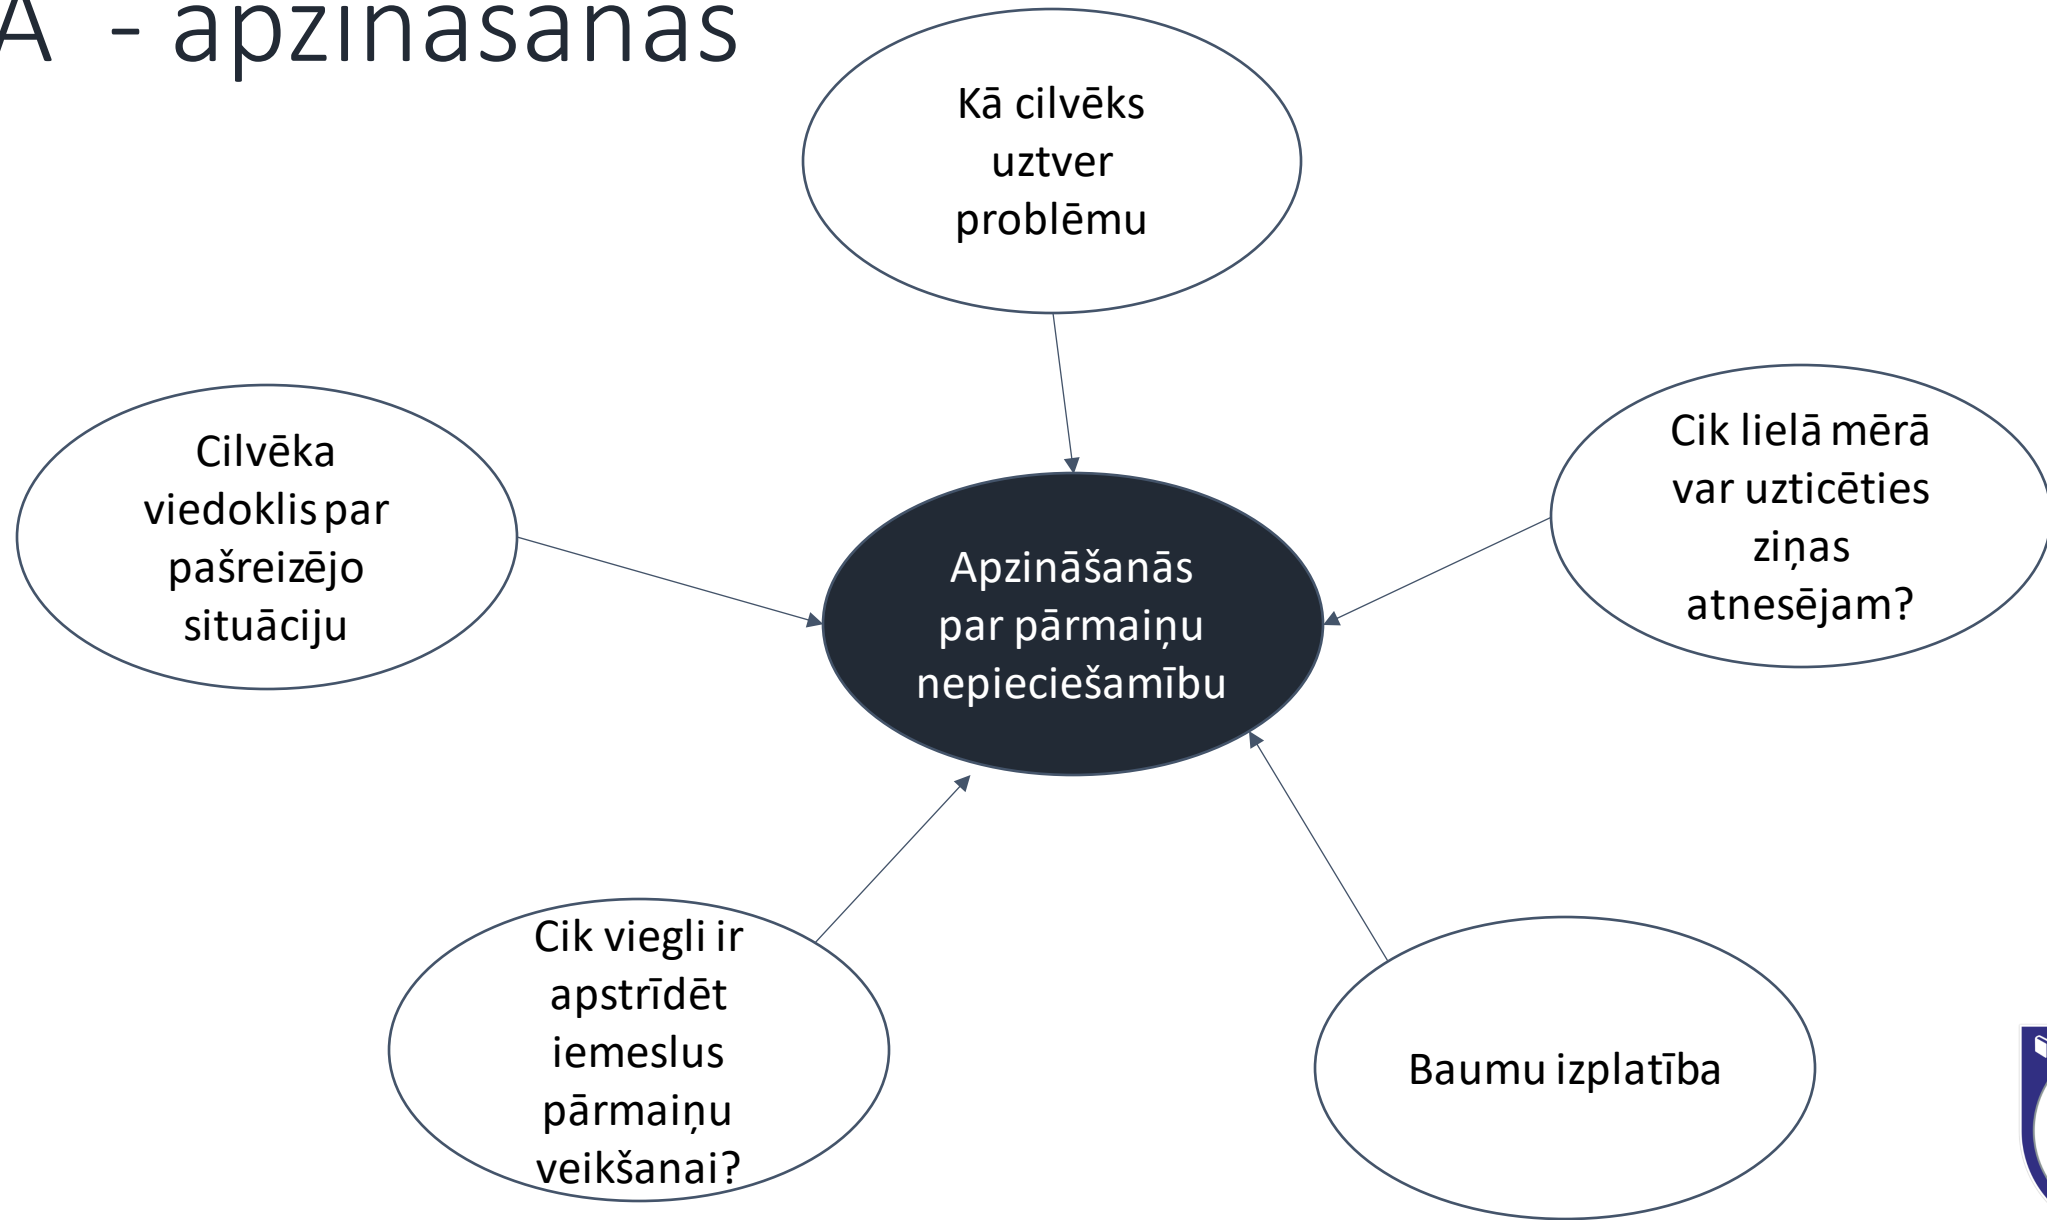 A - apzināšanās
Kā cilvēks
uztver
problēmu
Cilvēka
viedoklis par
pašreizējo
situāciju
Cik lielā mērā
var uzticēties
ziņas
atnesējam?
Apzināšanās
par pārmaiņu
nepieciešamību
Cik viegli ir
apstrīdēt
iemeslus
pārmaiņu
veikšanai?
Baumu izplatība